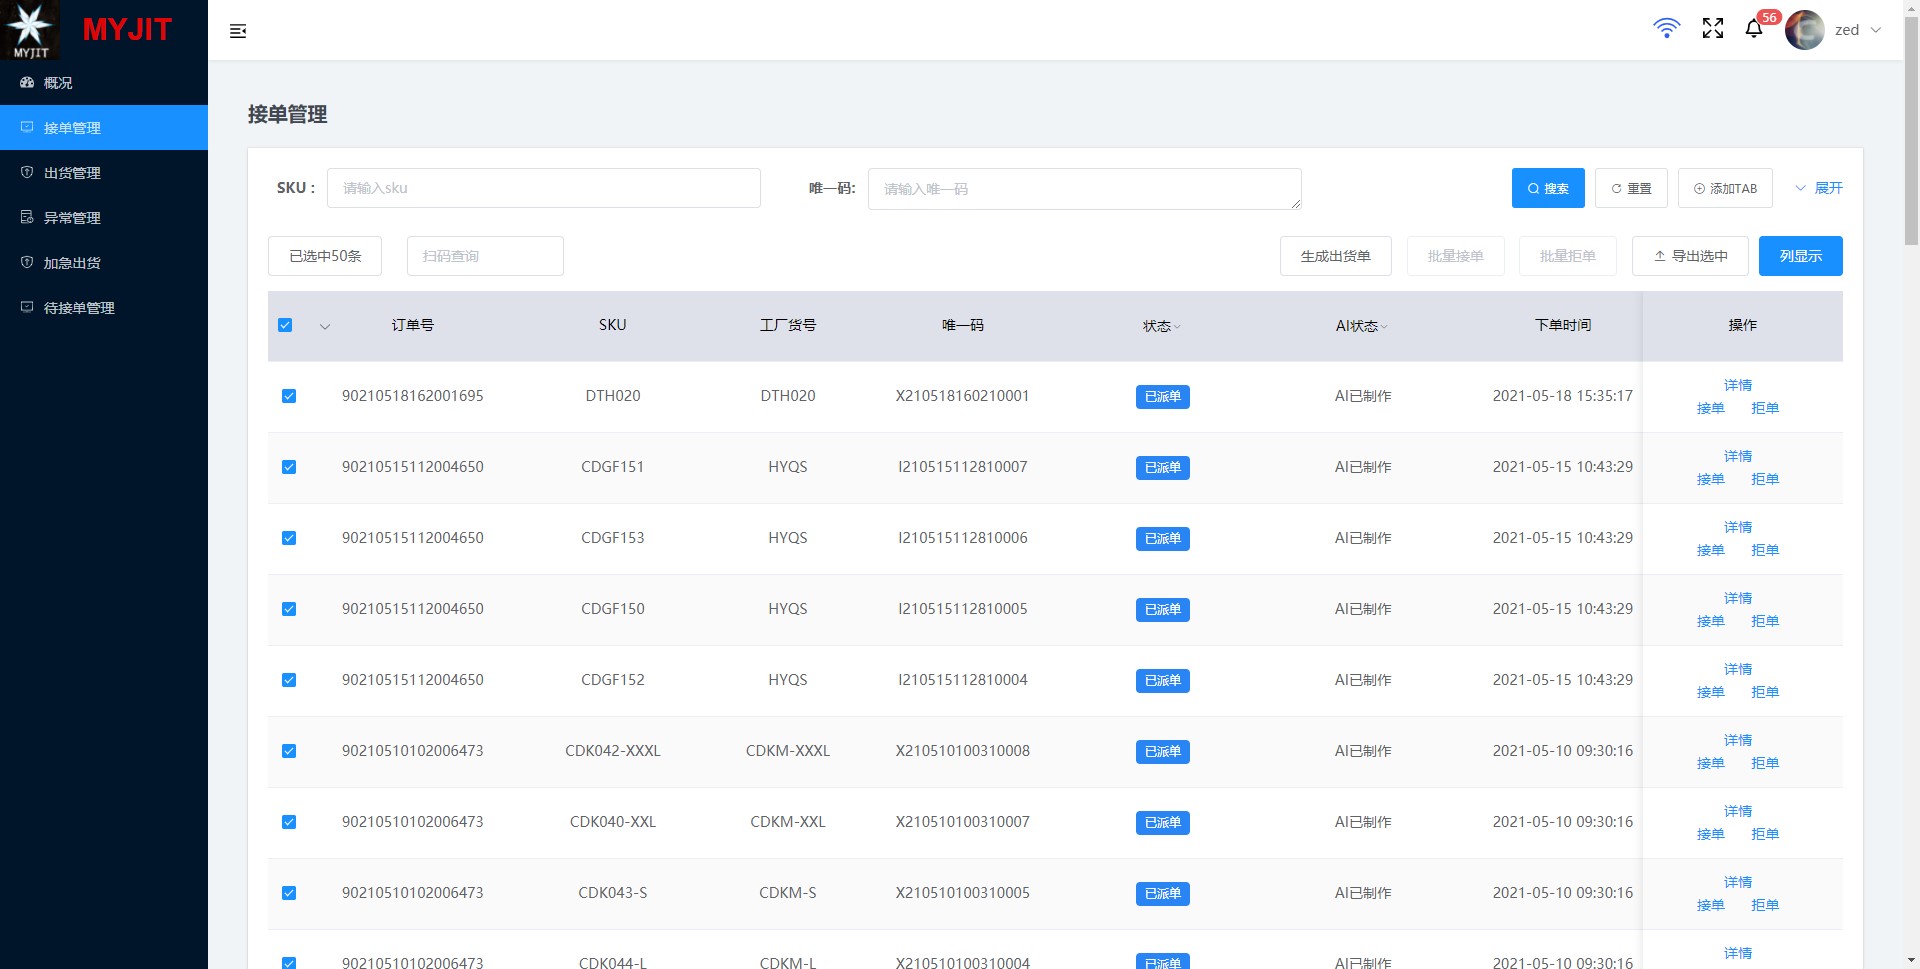 MYJIT
MYJIT
56
zed
概况
接单管理
出货管理
异常管理
加急出货
待接单管理
接单管理
SKU : 请输入sku 唯一码: 请输入唯一码 搜索 重置 添加TAB 展开
已选中50条 扫码查询 生成出货单 批量接单 批量拒单 导出选中 列显示
订单号 SKU 工厂货号 唯一码 状态 AI状态 下单时间 操作
90210518162001695 DTH020 DTH020 X210518160210001 已派单 AI已制作 2021-05-18 15:35:17 详情
接单 拒单
90210515112004650 CDGF151 HYQS I210515112810007 已派单 AI已制作 2021-05-15 10:43:29 详情
接单 拒单
90210515112004650 CDGF153 HYQS I210515112810006 已派单 AI已制作 2021-05-15 10:43:29 详情
接单 拒单
90210515112004650 CDGF150 HYQS I210515112810005 已派单 AI已制作 2021-05-15 10:43:29 详情
接单 拒单
90210515112004650 CDGF152 HYQS I210515112810004 已派单 AI已制作 2021-05-15 10:43:29 详情
接单 拒单
90210510102006473 CDK042-XXXL CDKM-XXXL X210510100310008 已派单 AI已制作 2021-05-10 09:30:16 详情
接单 拒单
90210510102006473 CDK040-XXL CDKM-XXL X210510100310007 已派单 AI已制作 2021-05-10 09:30:16 详情
接单 拒单
90210510102006473 CDK043-S CDKM-S X210510100310005 已派单 AI已制作 2021-05-10 09:30:16 详情
接单 拒单
90210510102006473 CDK044-L CDKM-L X210510100310004 已派单 AI已制作 2021-05-10 09:30:16 详情